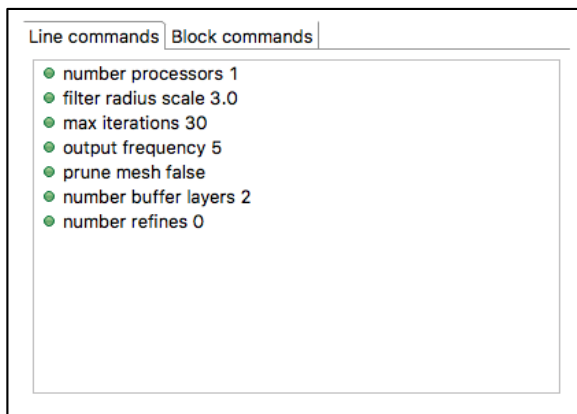 Line commands Block commands
number processors 1
filter radius scale 3.0
max iterations 30
output frequency 5
prune mesh false
number buffer layers 2
number refines 0